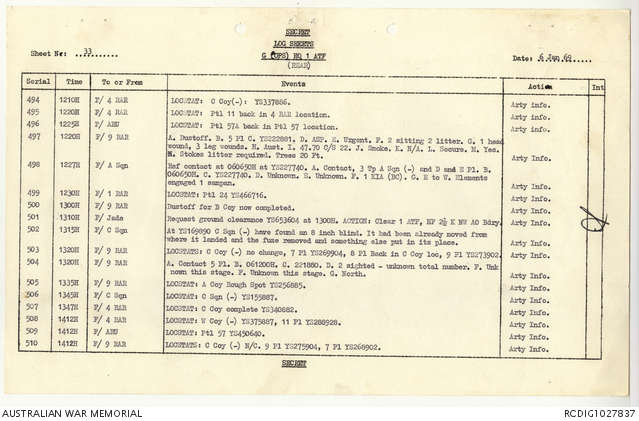 SECRET
LOG SHEETS
G (OPS) HQ 1 ATF
(REAR)
Sheet Nr: 33
Date: 6 Jun 69
Serial Time To or From Events Action Int
494 1210H F/ 4 RAR LOCSTAT: C Coy(-): YS337886. Arty info.
495 1220H F/ 4 RAR LOCSTAT: Ptl 11 back in 4 RAR location. Arty info.
496 1225H F/ AHU LOCSTAT: Ptl 57A back in Ptl 57 location. Arty info.
497 1220H F/ 9 RAR A. Dustoff. B. 5 Pl C. YS222881. D. ASP. E. Urgent. F. 2 sitting 2 litter. G. 1 head
wound, 3 leg wounds. H. Aust. I. 47.70 C/S 22. J. Smoke. K. N/A. L. Secure. M. Yes.
N. Stokes litter required. Trees 20 Ft. Arty Info.
498 1227H F/ A Sqn Ref contact at 060650H at YS227740. A. Contact, 3 Tp A Sqn (-) and D and E Pl. B.
060650H. C. YS227740. D. Unknown. E. Unknown. F. 1 KIA (BC). G. E to W. Elements
engaged 1 sampan. Arty Info.
499 1230H F/ 1 RAR LOCSTAT: Ptl 24 YS466716. Arty Info.
500 1300H F/ 9 RAR Dustoff for B Coy now completed. Arty Info.
501 1310H F/ Jade Request ground clearance YS653604 at 1300H. ACTION: Clear 1 ATF, HF 2½ K NE AO Bdry. Arty Info.
502 1315H F/ C Sqn At YS169890 C Sqn (-) have found an 8 inch blind. It had been already moved from
where it landed and the fuse removed and something else put in its place. Arty Info.
503 1320H F/ 9 RAR LOCSTATS: C Coy (-) no change, 7 Pl YS269904, 8 Pl Back in C Coy loc, 9 Pl YS273902. Arty Info.
504 1320H F/ 9 RAR A. Contact 5 Pl. B. 061200H. C. 221880. D. 2 sighted - unknown total number. F. Unk
nown this stage. F. Unknown this stage. G. North. Arty Info.
505 1335H F/ 9 RAR LOCSTAT: A Coy Rough Spot YS256885. Arty Info.
506 1345H F/ C Sqn LOCSTAT: C Sqn (-) YS155887. Arty Info.
507 1347H F/ 4 RAR LOCSTAT: C Coy complete YS340882. Arty Info.
508 1412H F/ 4 RAR LOCSTAT: W Coy (-) YS375887, 11 Pl YS288928. Arty Info.
509 1412H F/ AHU LOCSTAT: Ptl 57 YS450640. Arty Info.
510 1412H F/ 9 RAR LOCSTATS: C Coy (-) N/C. 9 Pl YS275904, 7 Pl YS268902. Arty Info.
SECRET
AUSTRALIAN WAR MEMORIAL
RCDIG1027837